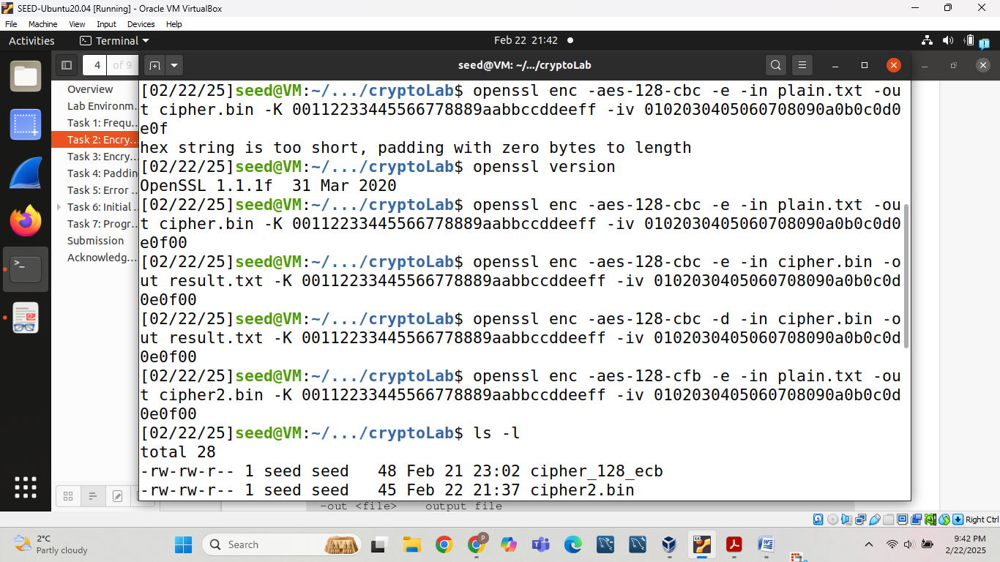 SEED-Ubuntu20.04 [Running] - Oracle VM VirtualBox
File Machine View Input Devices Help
Activities Terminal Feb 22 21:42
4 of 9
seed@VM: ~/.../cryptoLab
Overview
Lab Environm...
Task 1: Frequ...
Task 2: Encry...
Task 3: Encry...
Task 4: Paddin
Task 5: Error ...
Task 6: Initial ...
Task 7: Progr...
Submission
Acknowledg...
[02/22/25]seed@VM:~/.../cryptoLab$ openssl enc -aes-128-cbc -e -in plain.txt -ou
t cipher.bin -K 00112233445566778889aabbccddeeff -iv 0102030405060708090a0b0c0d0
e0f
hex string is too short, padding with zero bytes to length
[02/22/25]seed@VM:~/.../cryptoLab$ openssl version
OpenSSL 1.1.1f  31 Mar 2020
[02/22/25]seed@VM:~/.../cryptoLab$ openssl enc -aes-128-cbc -e -in plain.txt -ou
t cipher.bin -K 00112233445566778889aabbccddeeff -iv 0102030405060708090a0b0c0d0
e0f00
[02/22/25]seed@VM:~/.../cryptoLab$ openssl enc -aes-128-cbc -e -in cipher.bin -o
ut result.txt -K 00112233445566778889aabbccddeeff -iv 0102030405060708090a0b0c0d
0e0f00
[02/22/25]seed@VM:~/.../cryptoLab$ openssl enc -aes-128-cbc -d -in cipher.bin -o
ut result.txt -K 00112233445566778889aabbccddeeff -iv 0102030405060708090a0b0c0d
0e0f00
[02/22/25]seed@VM:~/.../cryptoLab$ openssl enc -aes-128-cfb -e -in plain.txt -ou
t cipher2.bin -K 00112233445566778889aabbccddeeff -iv 0102030405060708090a0b0c0d
0e0f00
[02/22/25]seed@VM:~/.../cryptoLab$ ls -l
total 28
-rw-rw-r-- 1 seed seed   48 Feb 21 23:02 cipher_128_ecb
-rw-rw-r-- 1 seed seed   45 Feb 22 21:37 cipher2.bin
-out <file>    output file
Right Ctrl
2°C
Partly cloudy
Search
9:42 PM
2/22/2025